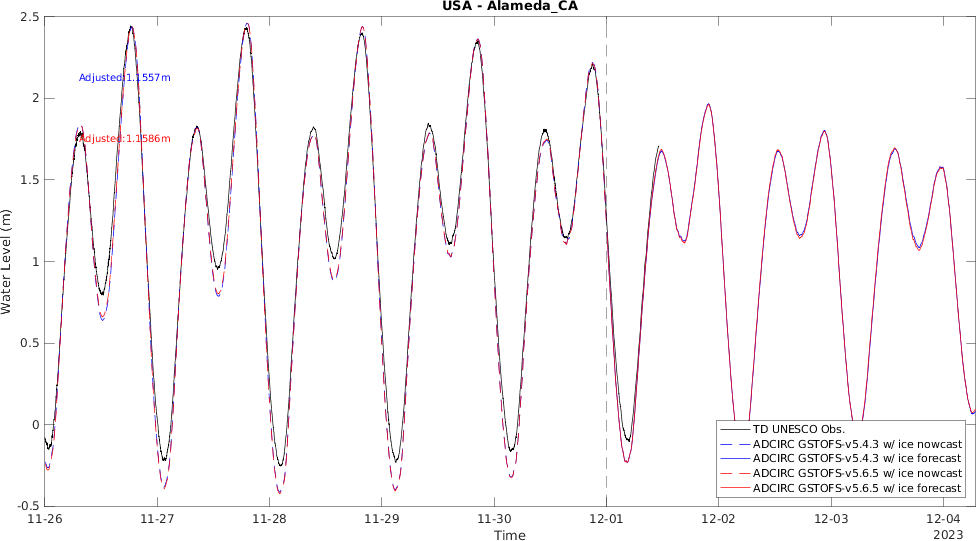 USA - Alameda_CA
2.5
2
1.5
1
0.5
0
-0.5
Water Level (m)
Adjusted:1.1557m
Adjusted:1.1586m
TD UNESCO Obs.
ADCIRC GSTOFS-v5.4.3 w/ ice nowcast
ADCIRC GSTOFS-v5.4.3 w/ ice forecast
ADCIRC GSTOFS-v5.6.5 w/ ice nowcast
ADCIRC GSTOFS-v5.6.5 w/ ice forecast
11-26 11-27 11-28 11-29 11-30 12-01 12-02 12-03 12-04
Time
2023